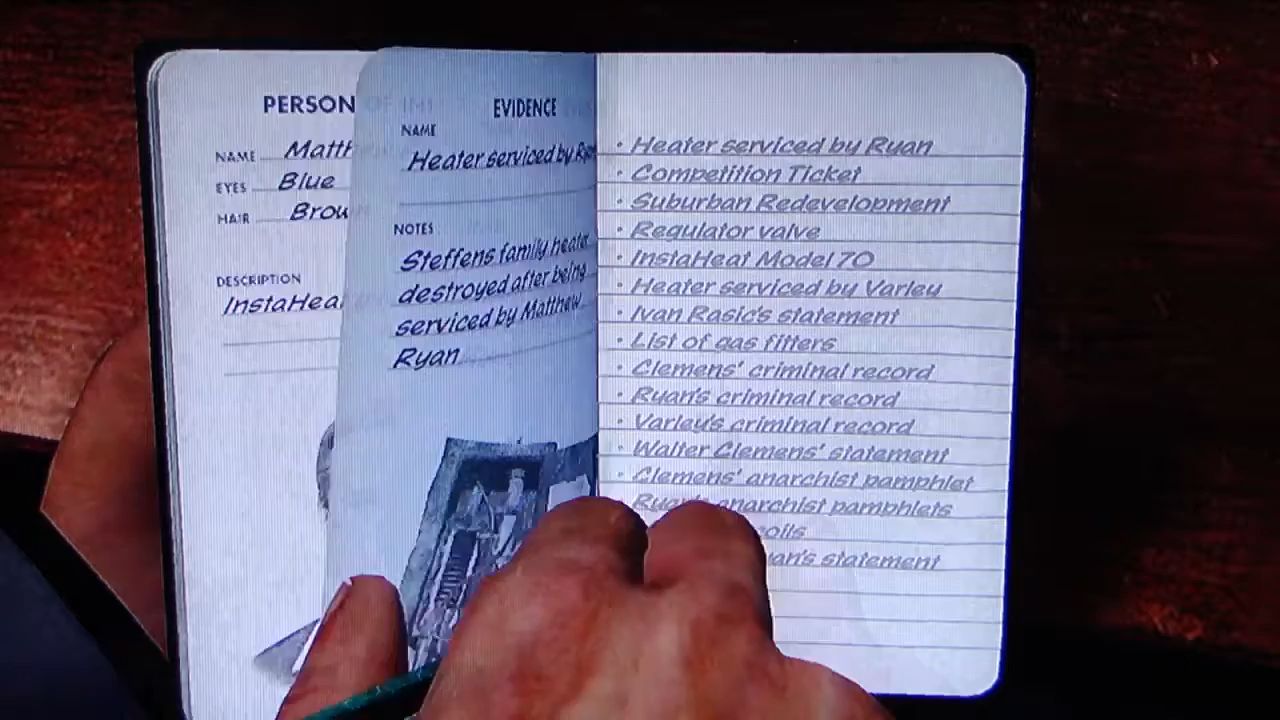 PERSON
NAME Matt
EYES Blue
HAIR Brow
DESCRIPTION
InstaHea
EVIDENCE
NAME
Heater serviced by
NOTES
Steffens family heater
destroyed after being
serviced by Matthew
Ryan
· Heater serviced by Ryan
· Competition Ticket
· Suburban Redevelopment
· Regulator valve
· InstaHeat Model 70
· Heater serviced by Varley
· Ivan Rasic's statement
· List of gas fitters
· Clemens' criminal record
· Ryan's criminal record
· Varley's criminal record
· Walter Clemens' statement
· Clemens' anarchist pamphlet
· Ryan's anarchist pamphlets
oils
an's statement